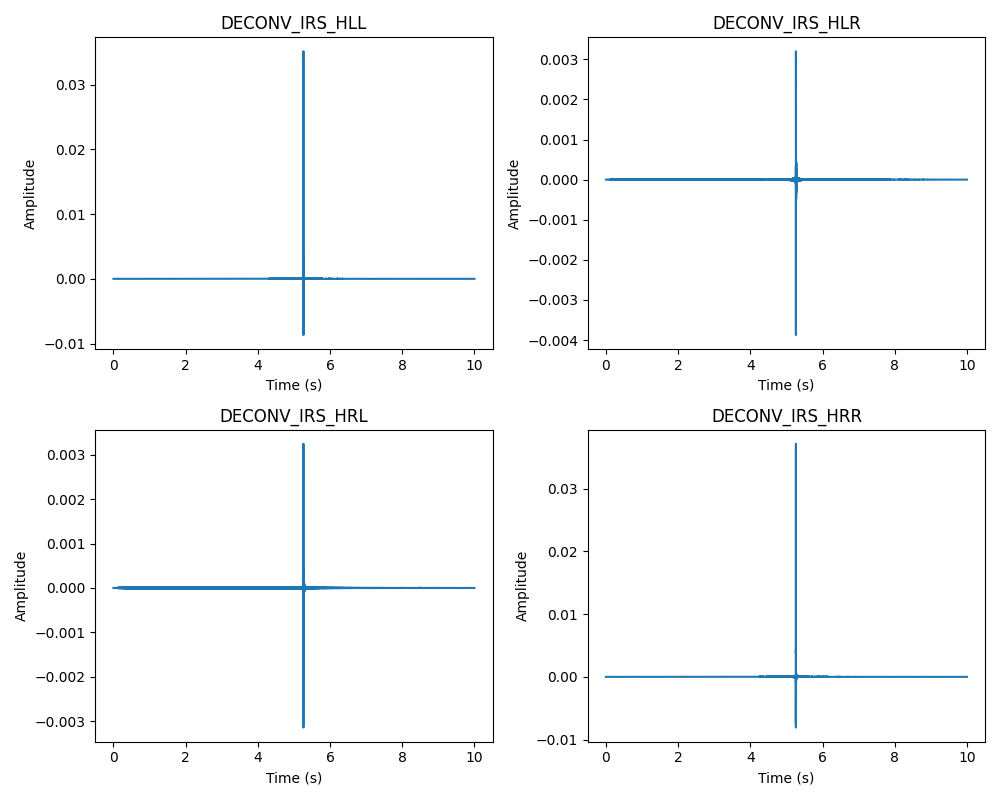 DECONV_IRS_HLL
Amplitude
0.03
0.02
0.01
0.00
−0.01
0 2 4 6 8 10
Time (s)
DECONV_IRS_HLR
Amplitude
0.003
0.002
0.001
0.000
−0.001
−0.002
−0.003
−0.004
0 2 4 6 8 10
Time (s)
DECONV_IRS_HRL
Amplitude
0.003
0.002
0.001
0.000
−0.001
−0.002
−0.003
0 2 4 6 8 10
Time (s)
DECONV_IRS_HRR
Amplitude
0.03
0.02
0.01
0.00
−0.01
0 2 4 6 8 10
Time (s)